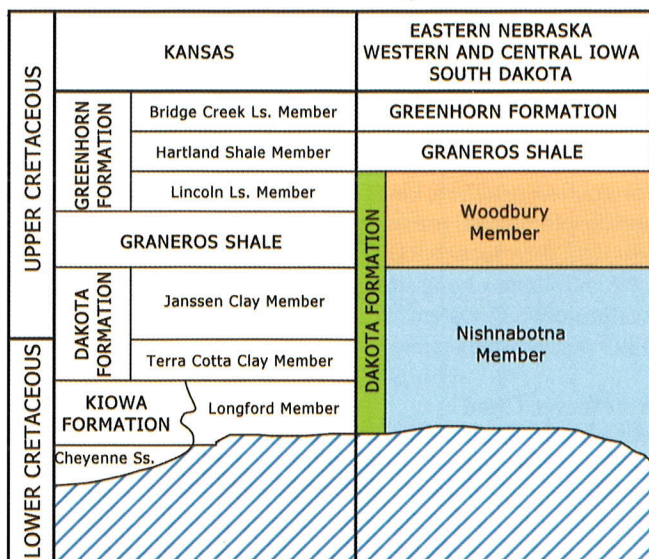 KANSAS
EASTERN NEBRASKA
WESTERN AND CENTRAL IOWA
SOUTH DAKOTA
UPPER CRETACEOUS
GREENHORN
FORMATION
Bridge Creek Ls. Member
GREENHORN FORMATION
Hartland Shale Member
GRANEROS SHALE
Lincoln Ls. Member
DAKOTA FORMATION
Woodbury
Member
GRANEROS SHALE
DAKOTA
FORMATION
Janssen Clay Member
Nishnabotna
Member
Terra Cotta Clay Member
LOWER CRETACEOUS
KIOWA
FORMATION
Longford Member
Cheyenne Ss.